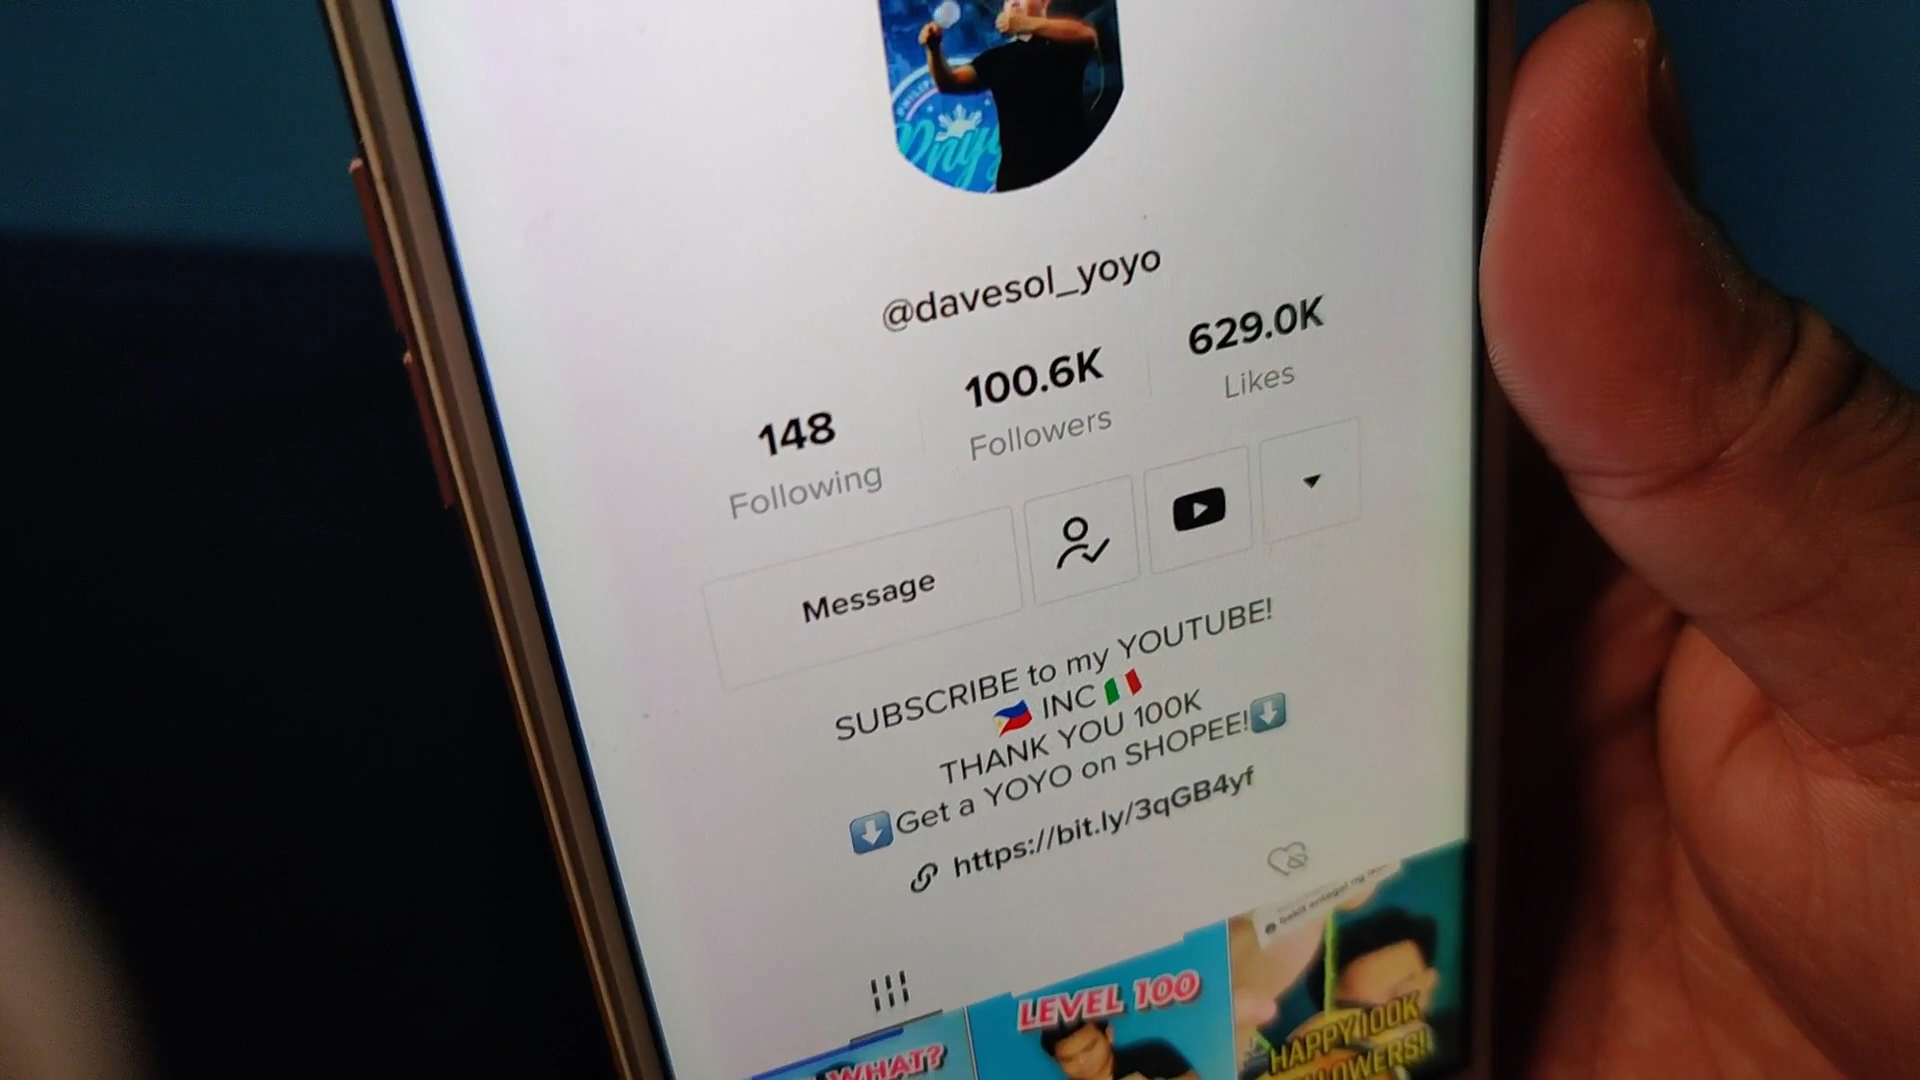 @davesol_yoyo
148
Following
100.6K
Followers
629.0K
Likes
Message
SUBSCRIBE to my YOUTUBE!
🇵🇭 INC 🇮🇹
THANK YOU 100K
⬇️Get a YOYO on SHOPEE!⬇️
https://bit.ly/3qGB4yf
WHAT?
LEVEL 100
HAPPY 100K